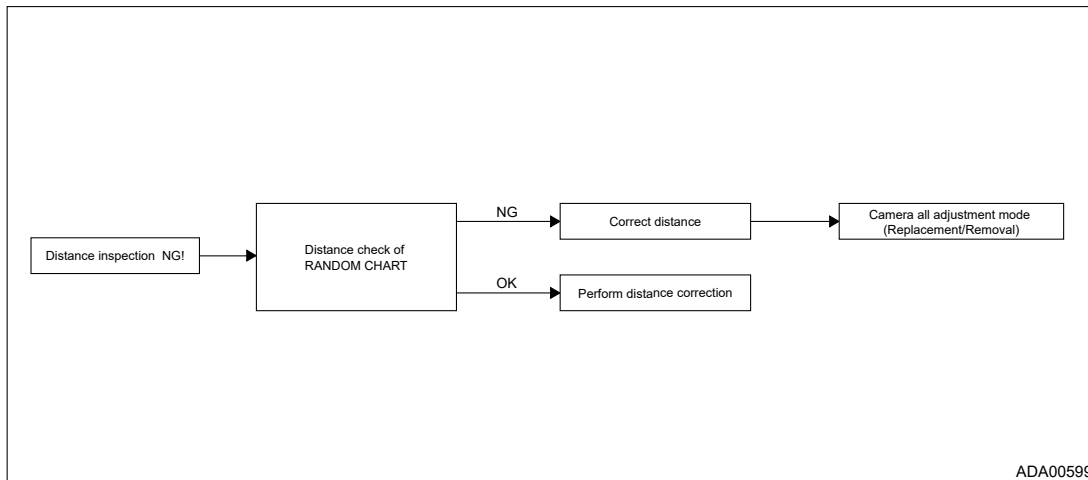 Distance inspection  NG!
Distance check of
RANDOM CHART
NG
Correct distance
Camera all adjustment mode
(Replacement/Removal)
OK
Perform distance correction
ADA00599